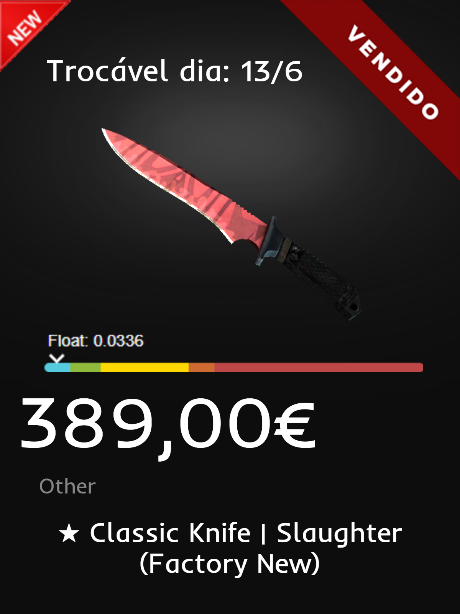 NEW
VENDIDO
Trocável dia: 13/6
Float: 0.0336
389,00€
Other
★ Classic Knife | Slaughter
(Factory New)